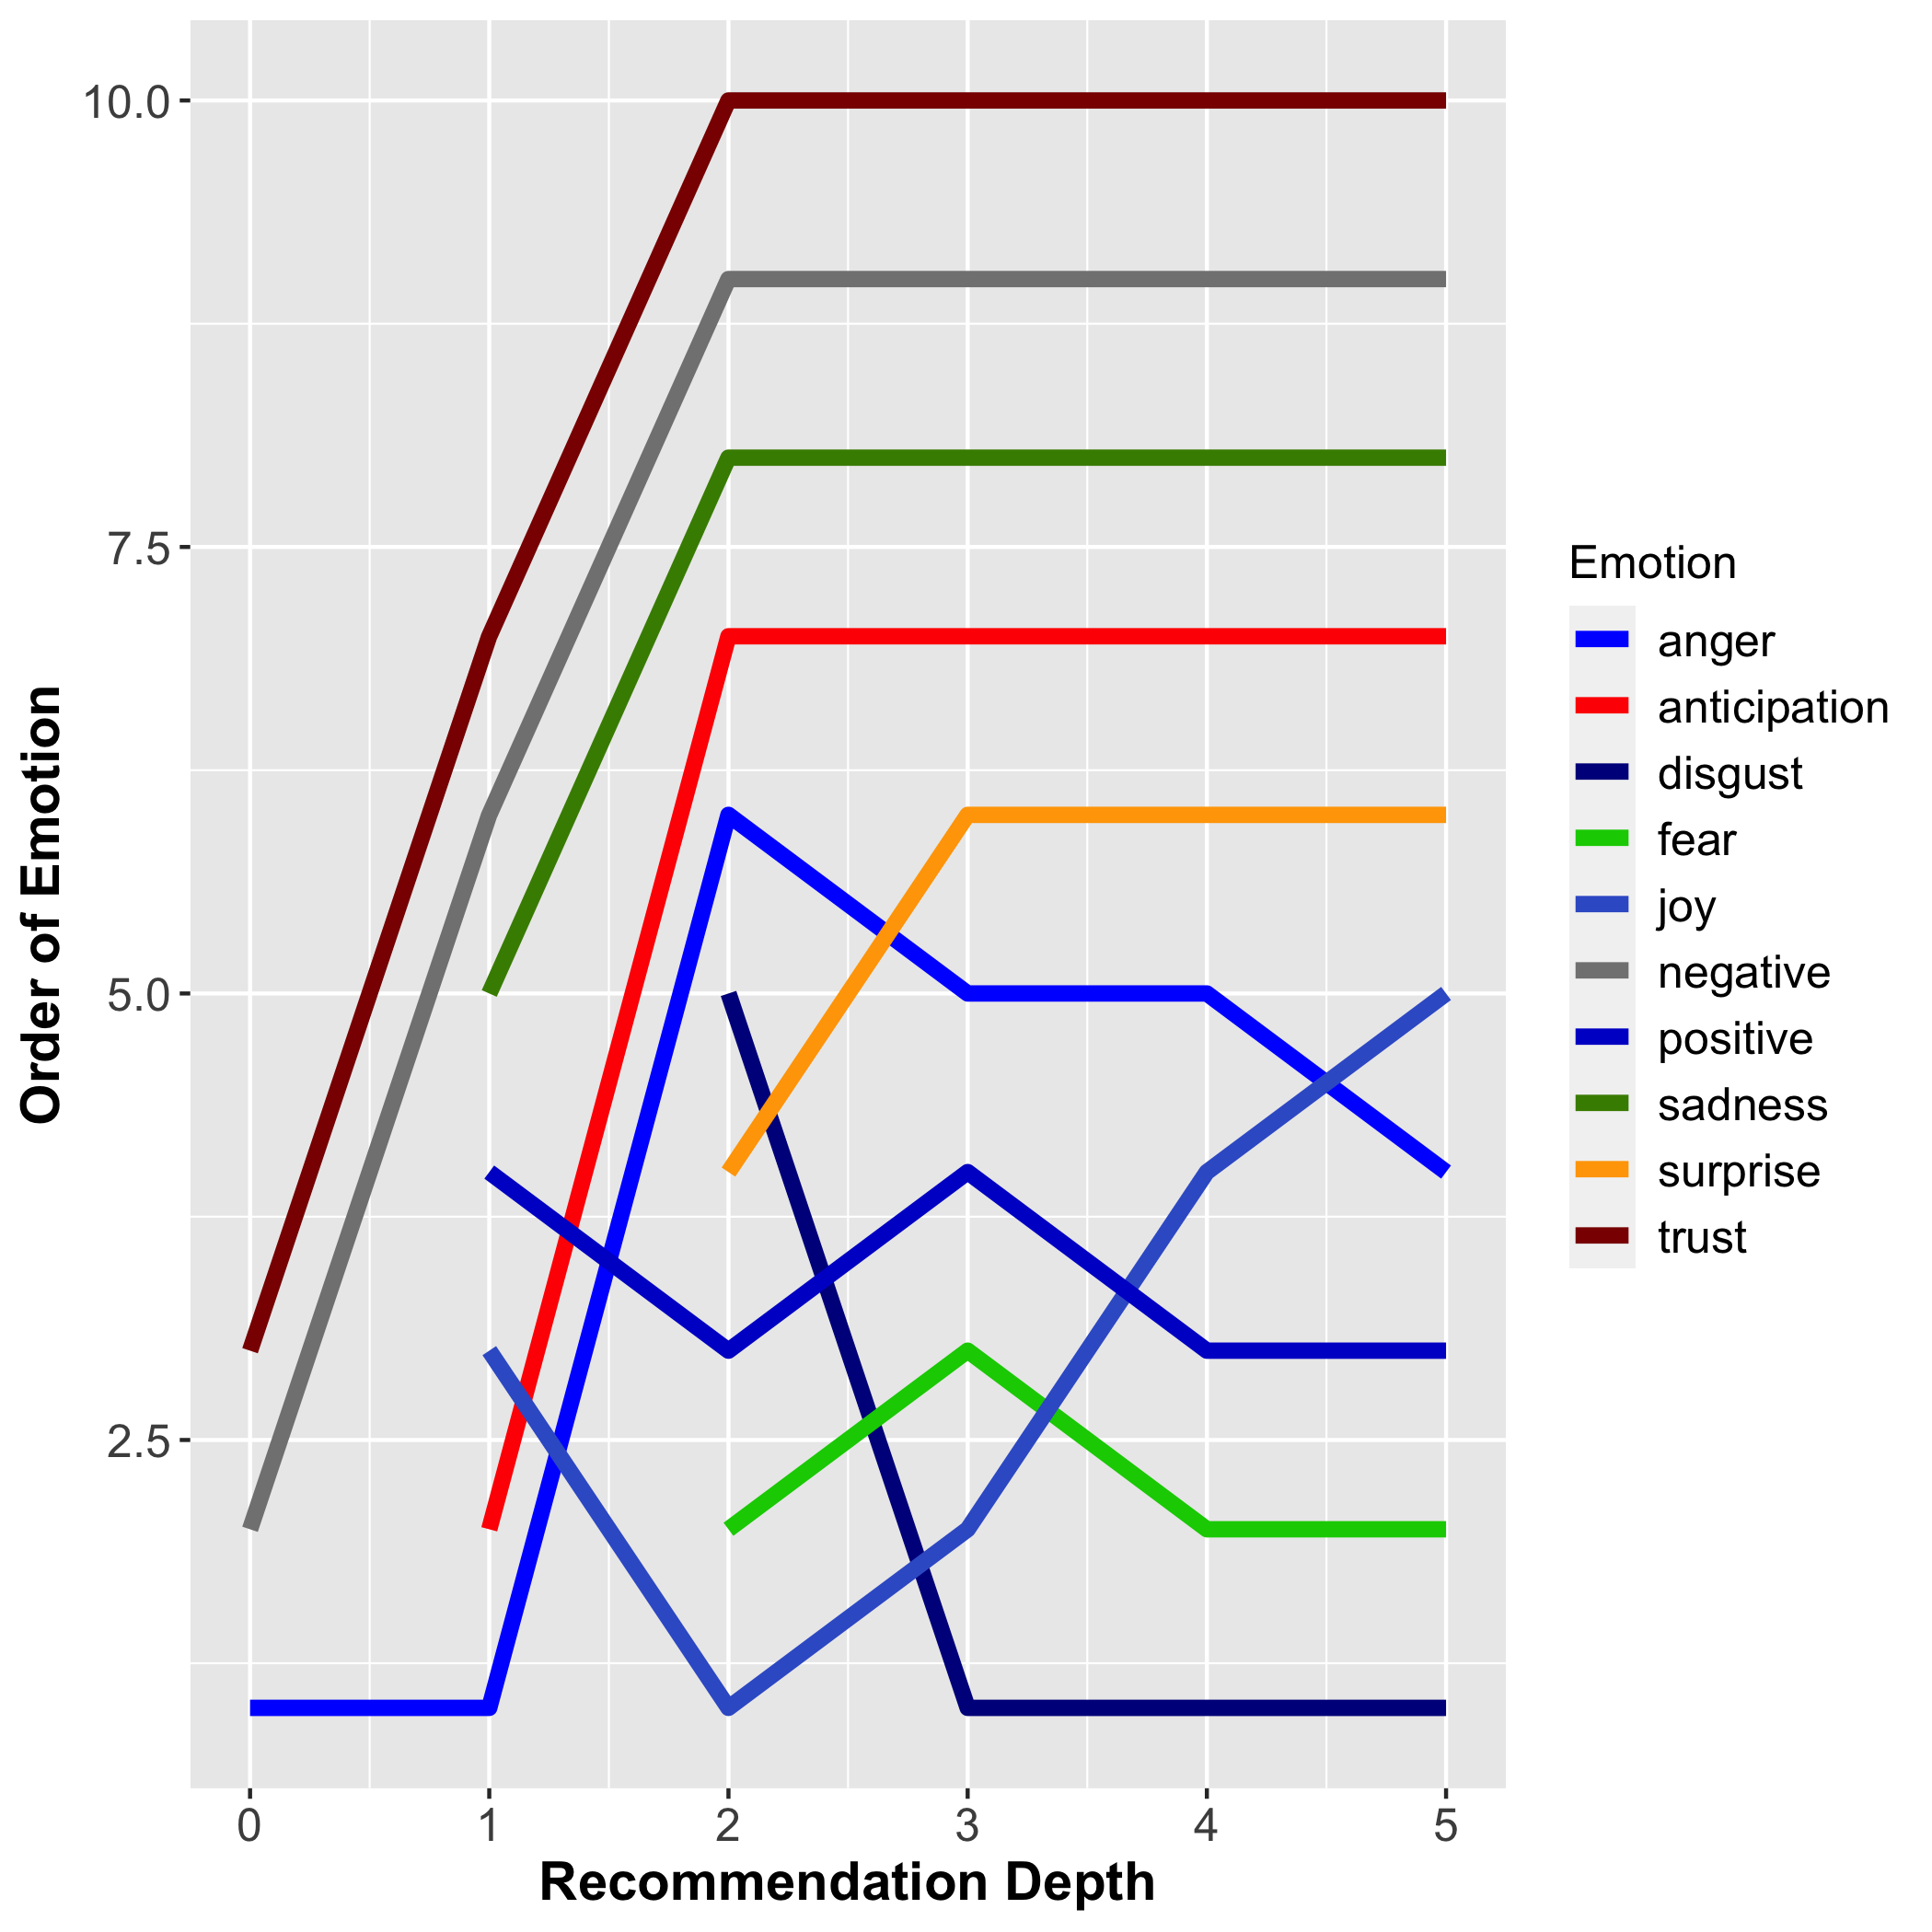 10.0
7.5
5.0
2.5
Order of Emotion
0 1 2 3 4 5
Recommendation Depth
Emotion
anger
anticipation
disgust
fear
joy
negative
positive
sadness
surprise
trust